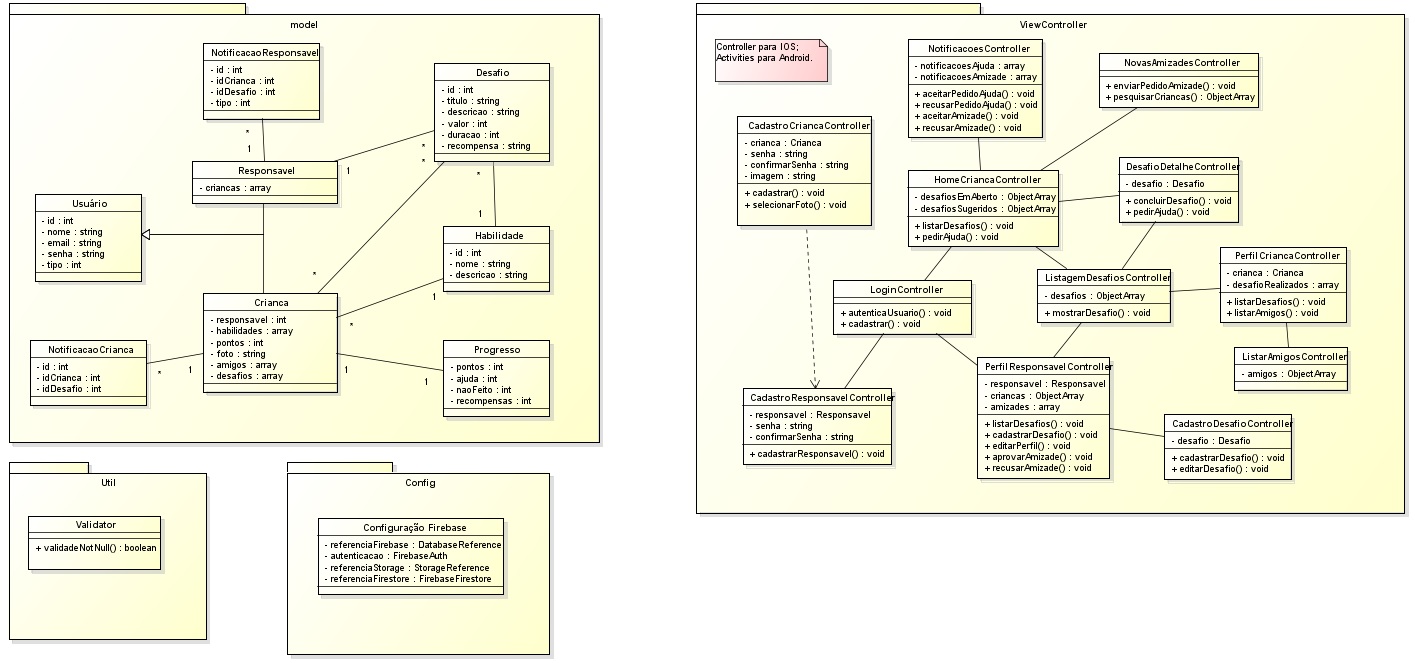 model
NotificacaoResponsavel
- id : int
- idCrianca : int
- idDesafio : int
- tipo : int
*
1
Responsavel
- criancas : array
1
*
*
Desafio
- id : int
- titulo : string
- descricao : string
- valor : int
- duracao : int
- recompensa : string
*
1
Usuário
- id : int
- nome : string
- email : string
- senha : string
- tipo : int
Habilidade
- id : int
- nome : string
- descricao : string
*
1
*
Crianca
- responsavel : int
- habilidades : array
- pontos : int
- foto : string
- amigos : array
- desafios : array
NotificacaoCrianca
- id : int
- idCrianca : int
- idDesafio : int
*
1
1
1
Progresso
- pontos : int
- ajuda : int
- naoFeito : int
- recompensas : int
Util
Validator
+ validadeNotNull() : boolean
Config
Configuração Firebase
- referenciaFirebase : DatabaseReference
- autenticacao : FirebaseAuth
- referenciaStorage : StorageReference
- referenciaFirestore : FirebaseFirestore
ViewController
Controller para IOS;
Activities para Android.
NotificacoesController
- notificacoesAjuda : array
- notificacoesAmizade : array
+ aceitarPedidoAjuda() : void
+ recusarPedidoAjuda() : void
+ aceitarAmizade() : void
+ recusarAmizade() : void
NovasAmizadesController
+ enviarPedidoAmizade() : void
+ pesquisarCriancas() : ObjectArray
CadastroCriancaController
- crianca : Crianca
- senha : string
- confirmarSenha : string
- imagem : string
+ cadastrar() : void
+ selecionarFoto() : void
HomeCriancaController
- desafiosEmAberto : ObjectArray
- desafiosSugeridos : ObjectArray
+ listarDesafios() : void
+ pedirAjuda() : void
DesafioDetalheController
- desafio : Desafio
+ concluirDesafio() : void
+ pedirAjuda() : void
PerfilCriancaController
- crianca : Crianca
- desafioRealizados : array
+ listarDesafios() : void
+ listarAmigos() : void
ListagemDesafiosController
- desafios : ObjectArray
+ mostrarDesafio() : void
LoginController
+ autenticaUsuario() : void
+ cadastrar() : void
ListarAmigosController
- amigos : ObjectArray
PerfilResponsavelController
- responsavel : Responsavel
- criancas : ObjectArray
- amizades : array
+ listarDesafios() : void
+ cadastrarDesafio() : void
+ editarPerfil() : void
+ aprovarAmizade() : void
+ recusarAmizade() : void
CadastroResponsavelController
- responsavel : Responsavel
- senha : string
- confirmarSenha : string
+ cadastrarResponsavel() : void
CadastroDesafioController
- desafio : Desafio
+ cadastrarDesafio() : void
+ editarDesafio() : void